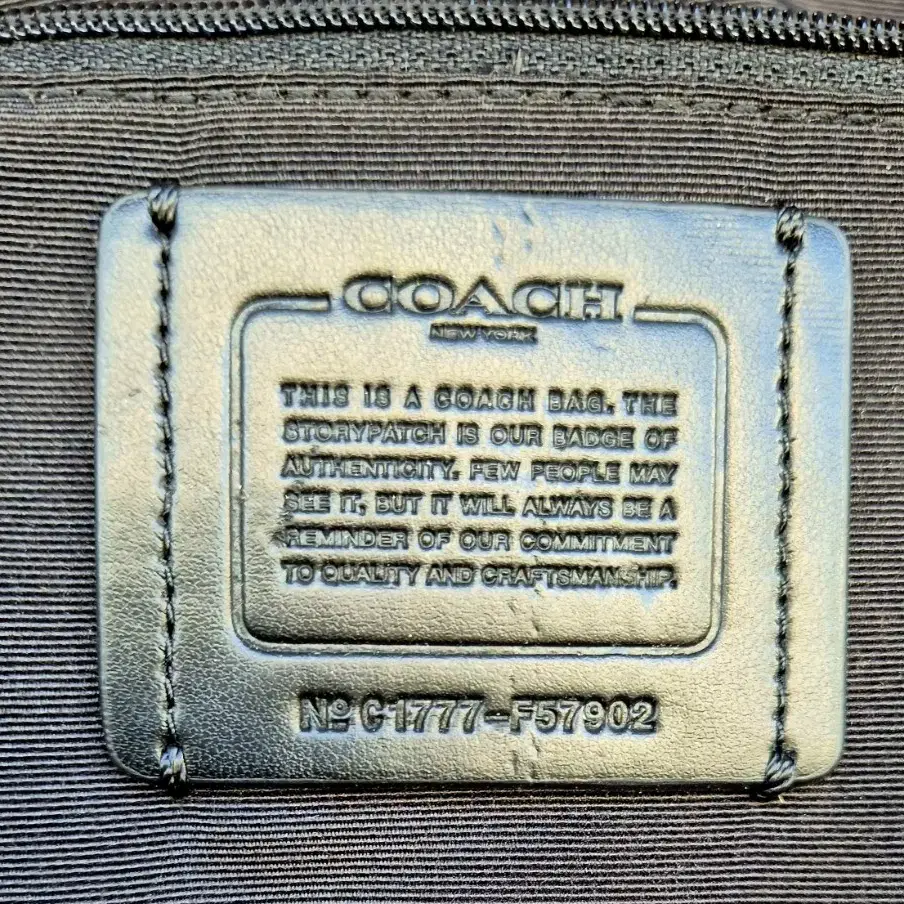 COACH
NEW YORK
THIS IS A COACH BAG. THE
STORYPATCH IS OUR BADGE OF
AUTHENTICITY. FEW PEOPLE MAY
SEE IT, BUT IT WILL ALWAYS BE A
REMINDER OF OUR COMMITMENT
TO QUALITY AND CRAFTSMANSHIP.
Nº C1777-F57902